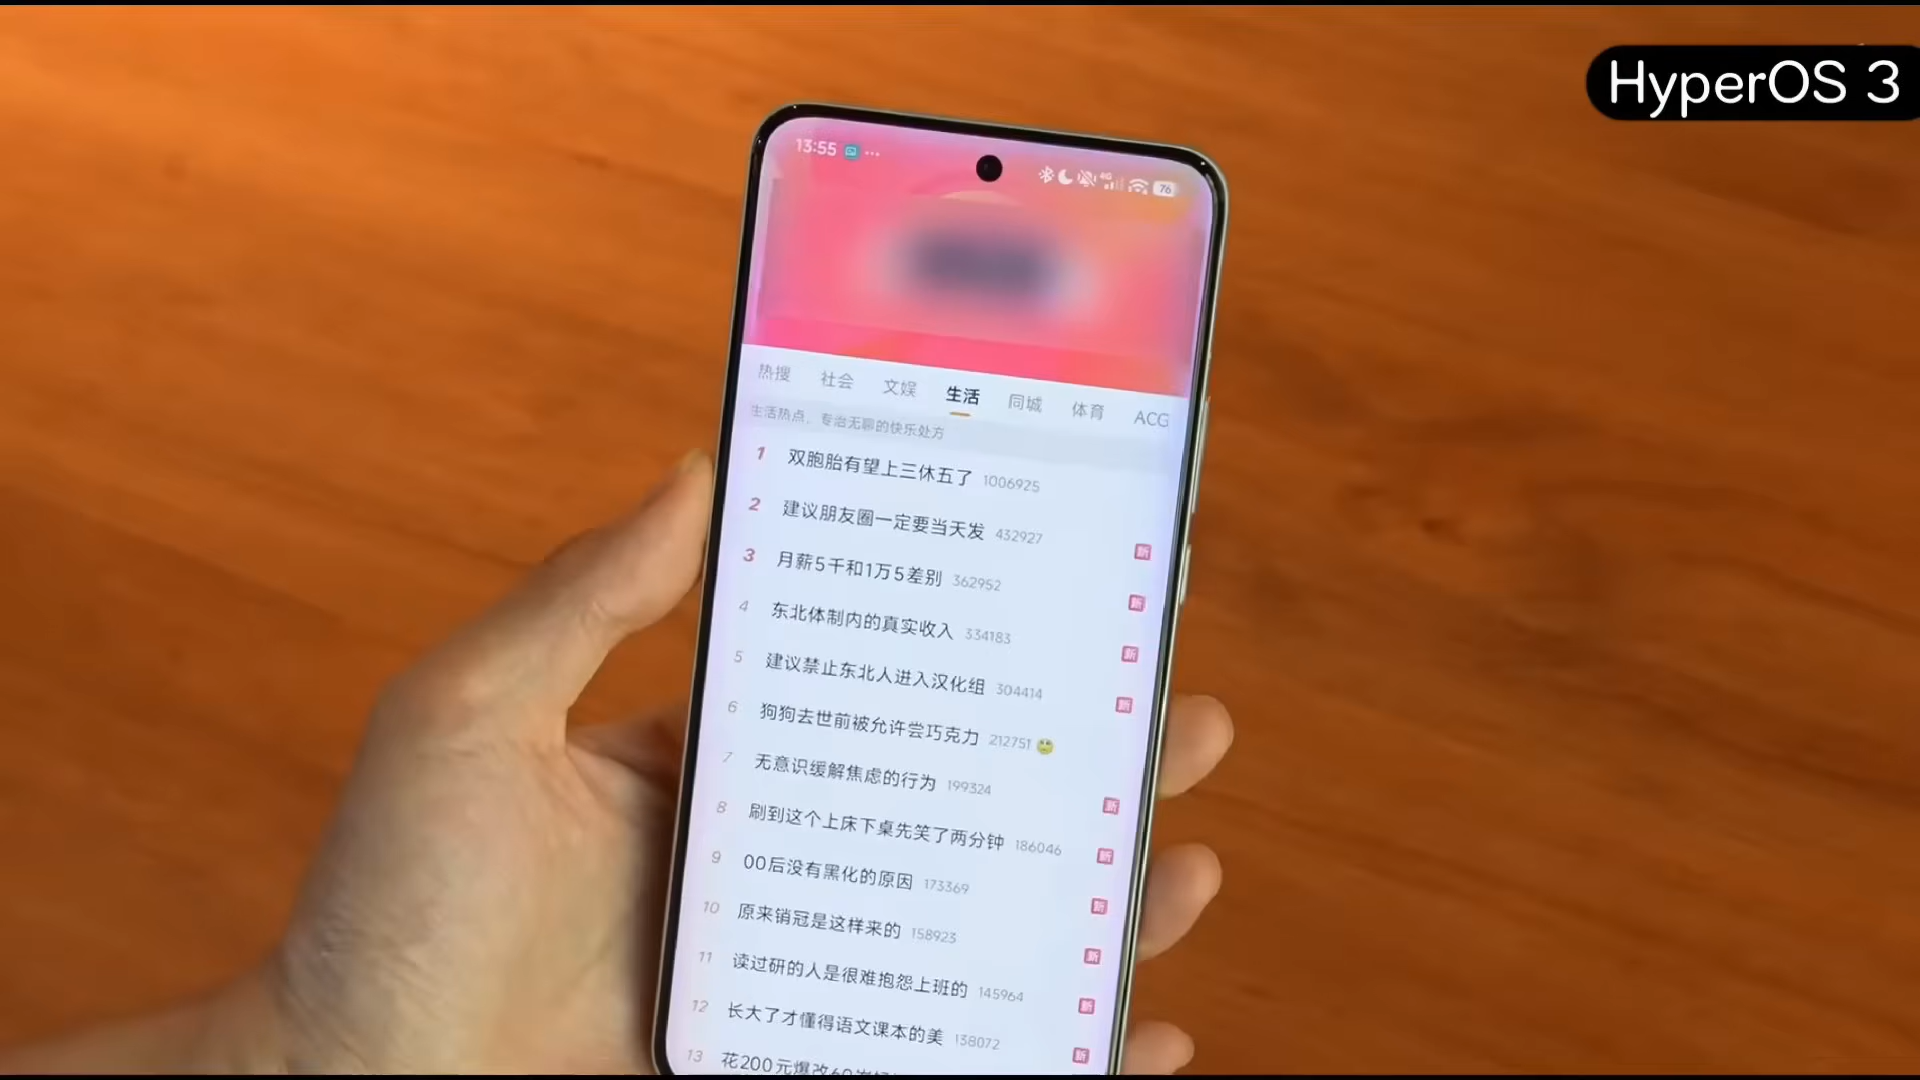 HyperOS 3
13:55
4G
76
热搜 社会 文娱 生活 同城 体育 ACG
生活热点，专治无聊的快乐处方
1 双胞胎有望上三休五了 1006925
2 建议朋友圈一定要当天发 432927 新
3 月薪5千和1万5差别 362952 新
4 东北体制内的真实收入 334183 新
5 建议禁止东北人进入汉化组 304414 新
6 狗狗去世前被允许尝巧克力 212751
7 无意识缓解焦虑的行为 199324 新
8 刷到这个上床下桌先笑了两分钟 186046 新
9 00后没有黑化的原因 173369 新
10 原来销冠是这样来的 158923 新
11 读过研的人是很难抱怨上班的 145964 新
12 长大了才懂得语文课本的美 138072 新
13 花200元爆改60